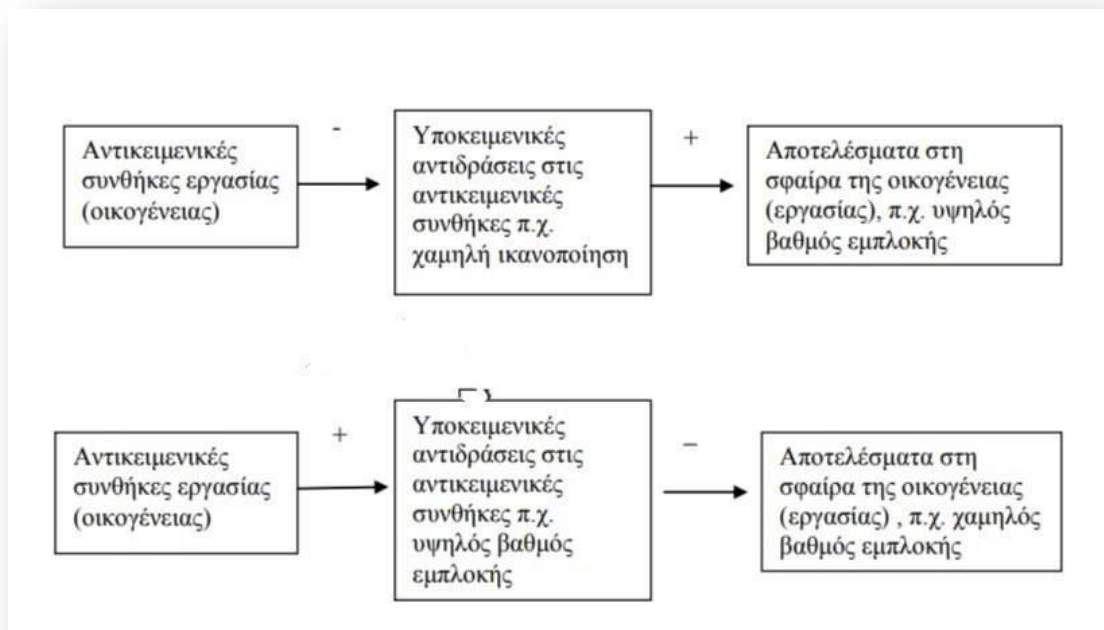 Αντικειμενικές
συνθήκες εργασίας
(οικογένειας)
-
Υποκειμενικές
αντιδράσεις στις
αντικειμενικές
συνθήκες π.χ.
χαμηλή ικανοποίηση
+
Αποτελέσματα στη
σφαίρα της οικογένειας
(εργασίας), π.χ. υψηλός
βαθμός εμπλοκής
Αντικειμενικές
συνθήκες εργασίας
(οικογένειας)
+
Υποκειμενικές
αντιδράσεις στις
αντικειμενικές
συνθήκες π.χ.
υψηλός βαθμός
εμπλοκής
–
Αποτελέσματα στη
σφαίρα της οικογένειας
(εργασίας) , π.χ. χαμηλός
βαθμός εμπλοκής